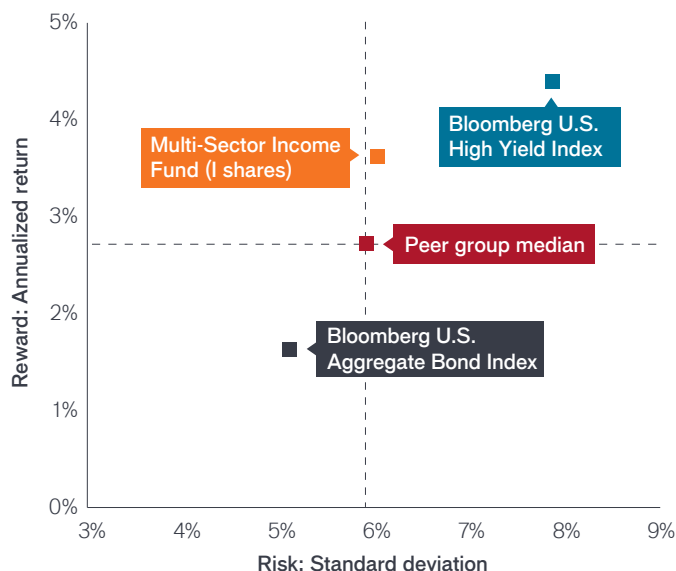 5%
4%
3%
2%
1%
0%
Reward: Annualized return
Bloomberg U.S.
High Yield Index
Multi-Sector Income
Fund (I shares)
Peer group median
Bloomberg U.S.
Aggregate Bond Index
3%
4%
5%
6%
7%
8%
9%
Risk: Standard deviation